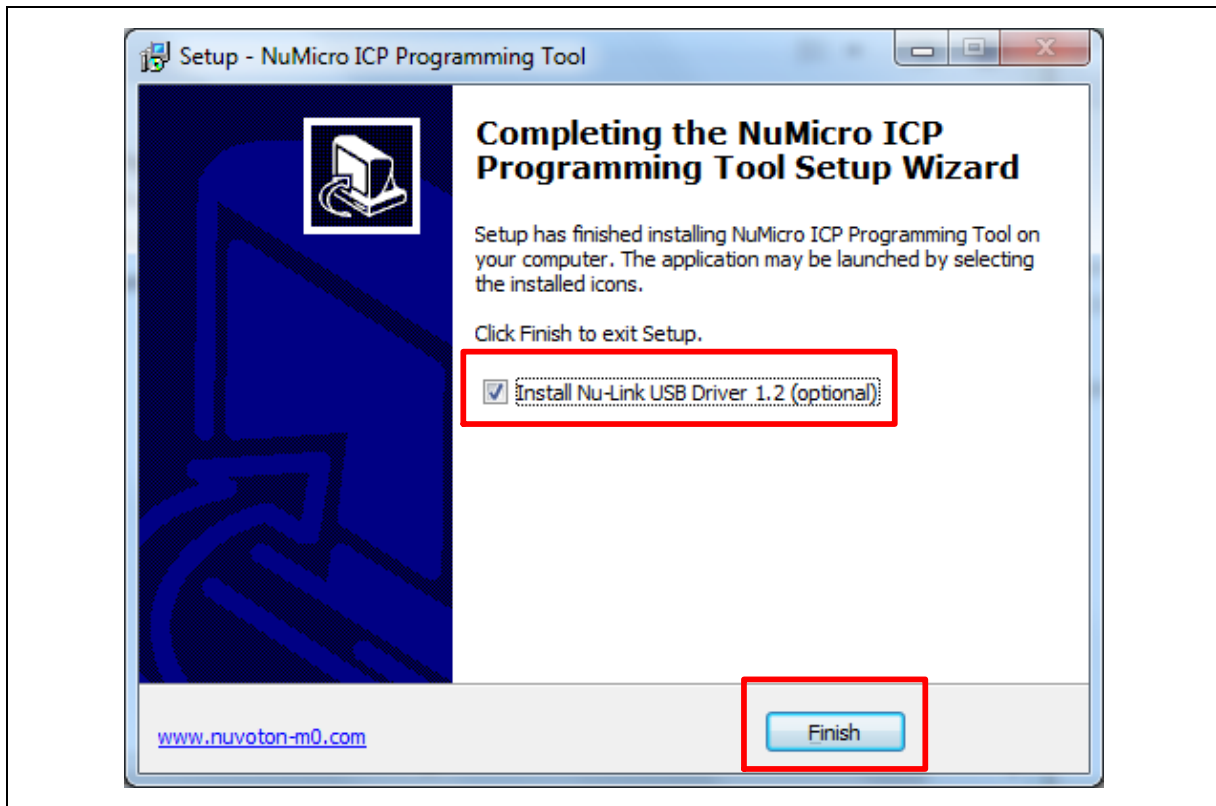 Setup - NuMicro ICP Programming Tool
Completing the NuMicro ICP
Programming Tool Setup Wizard
Setup has finished installing NuMicro ICP Programming Tool on
your computer. The application may be launched by selecting
the installed icons.
Click Finish to exit Setup.
Install Nu-Link USB Driver 1.2 (optional)
www.nuvoton-m0.com
Finish